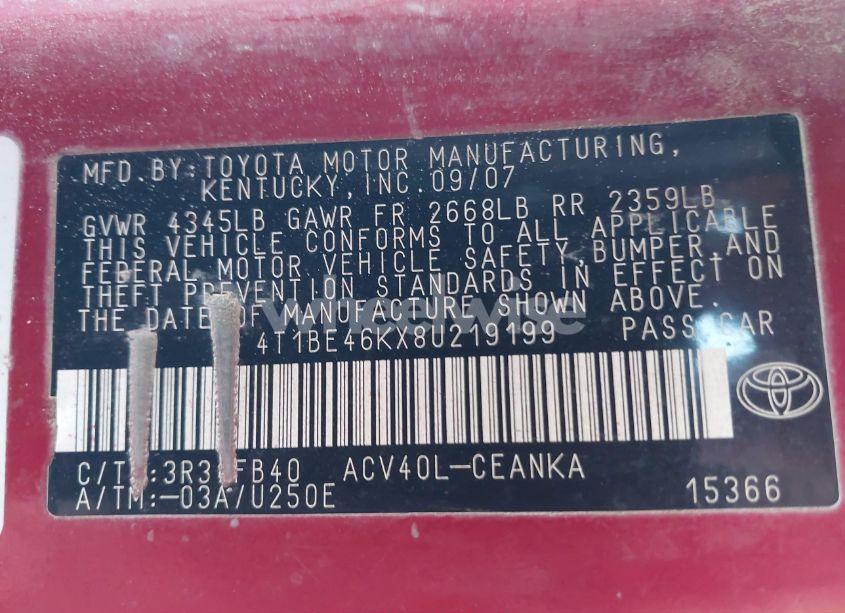 MFD. BY: TOYOTA MOTOR MANUFACTURING,
KENTUCKY, INC. 09/07
GVWR 4345LB GAWR FR 2668LB RR 2359LB
THIS VEHICLE CONFORMS TO ALL APPLICABLE
FEDERAL MOTOR VEHICLE SAFETY, BUMPER, AND
THEFT PREVENTION STANDARDS IN EFFECT ON
THE DATE OF MANUFACTURE SHOWN ABOVE.
4T1BE46KX8U219199 PASS CAR
C/TR: ACV40L-CEANKA
A/TM:-03A/U250E 15366